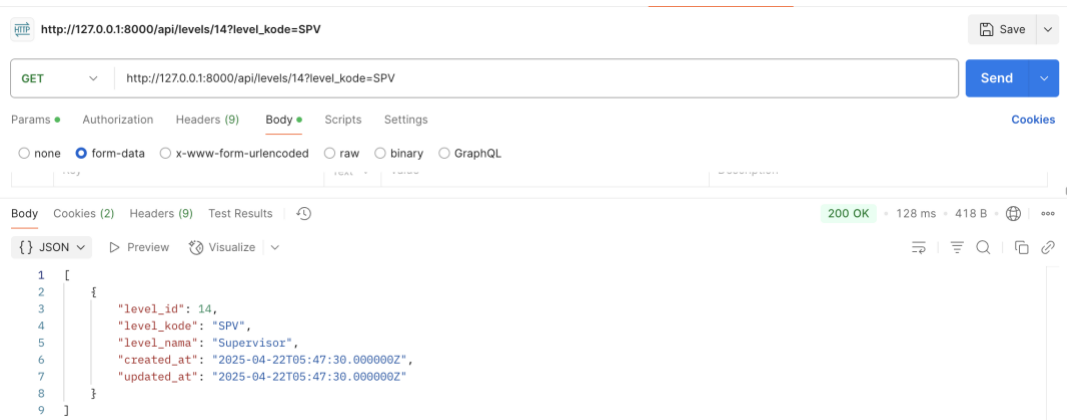 HTTP http://127.0.0.1:8000/api/levels/14?level_kode=SPV Save
GET http://127.0.0.1:8000/api/levels/14?level_kode=SPV Send
Params Authorization Headers (9) Body Scripts Settings Cookies
none form-data x-www-form-urlencoded raw binary GraphQL
Body Cookies (2) Headers (9) Test Results 200 OK • 128 ms • 418 B
{} JSON Preview Visualize
1 [
2 {
3 "level_id": 14,
4 "level_kode": "SPV",
5 "level_nama": "Supervisor",
6 "created_at": "2025-04-22T05:47:30.000000Z",
7 "updated_at": "2025-04-22T05:47:30.000000Z"
8 }
9 ]